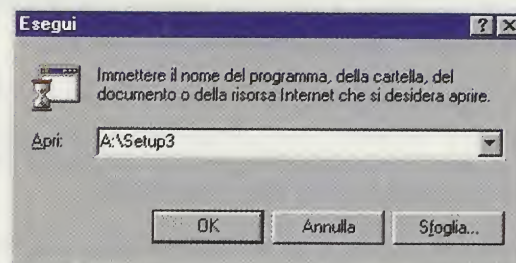 Esegui
Immettere il nome del programma, della cartella, del
documento o della risorsa Internet che si desidera aprire.
Apri:
A:\Setup3
OK
Annulla
Sfoglia...